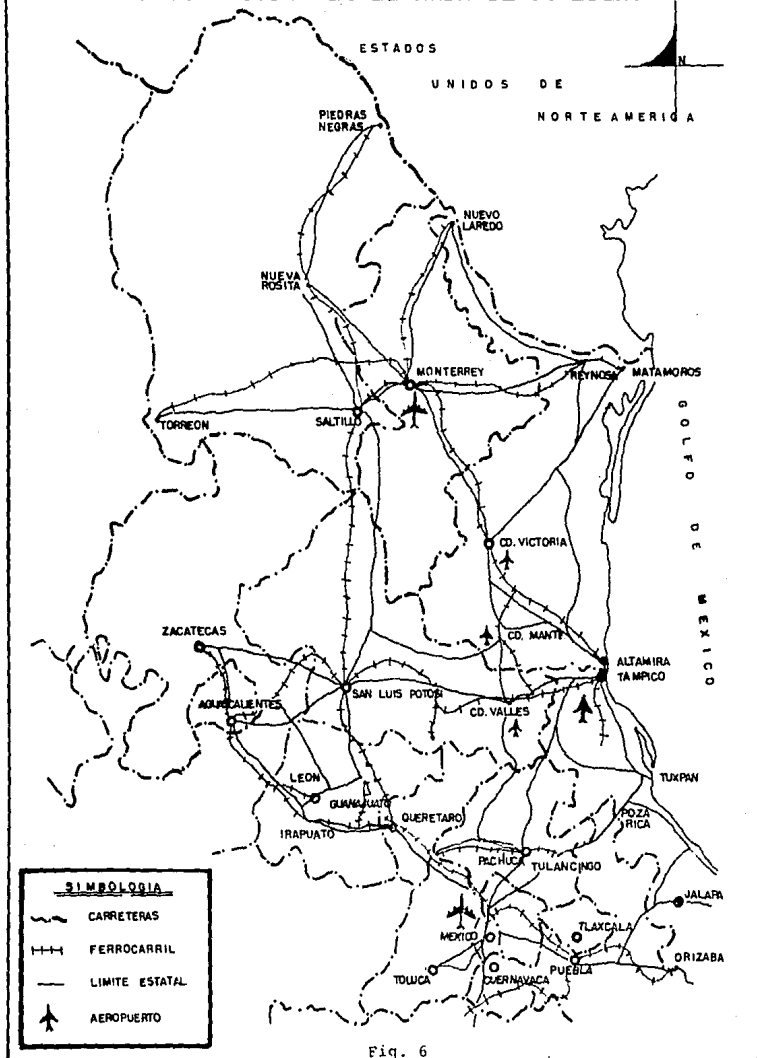 ESTADOS
UNIDOS DE
NORTEAMERICA
N
PIEDRAS
NEGRAS
NUEVO
LAREDO
NUEVA
ROSITA
MONTERREY
REYNOSA
MATAMOROS
TORREON
SALTILLO
GOLFO DE MEXICO
CD. VICTORIA
CD. MANTE
ZACATECAS
ALTAMIRA
TAMPICO
SAN LUIS POTOSI
AGUASCALIENTES
CD. VALLES
LEON
TUXPAN
GUANAJUATO
QUERETARO
POZA
RICA
IRAPUATO
PACHUCA
TULANCINGO
JALAPA
MEXICO
TLAXCALA
TOLUCA
CUERNAVACA
PUEBLA
ORIZABA
SIMBOLOGIA
CARRETERAS
FERROCARRIL
LIMITE ESTATAL
AEROPUERTO
Fig. 6